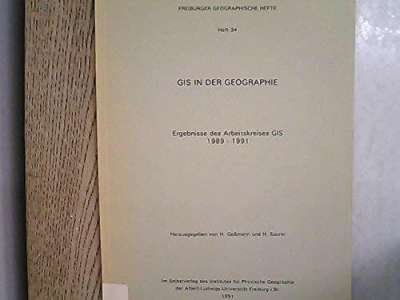 FREIBURGER GEOGRAPHISCHE HEFTE
Heft 34
GIS IN DER GEOGRAPHIE
Ergebnisse des Arbeitskreises GIS
1989 - 1991
Herausgegeben von H. Goßmann und H. Saurer
Im Selbstverlag des Institutes für Physische Geographie
der Albert-Ludwigs-Universität Freiburg i.Br.
1991